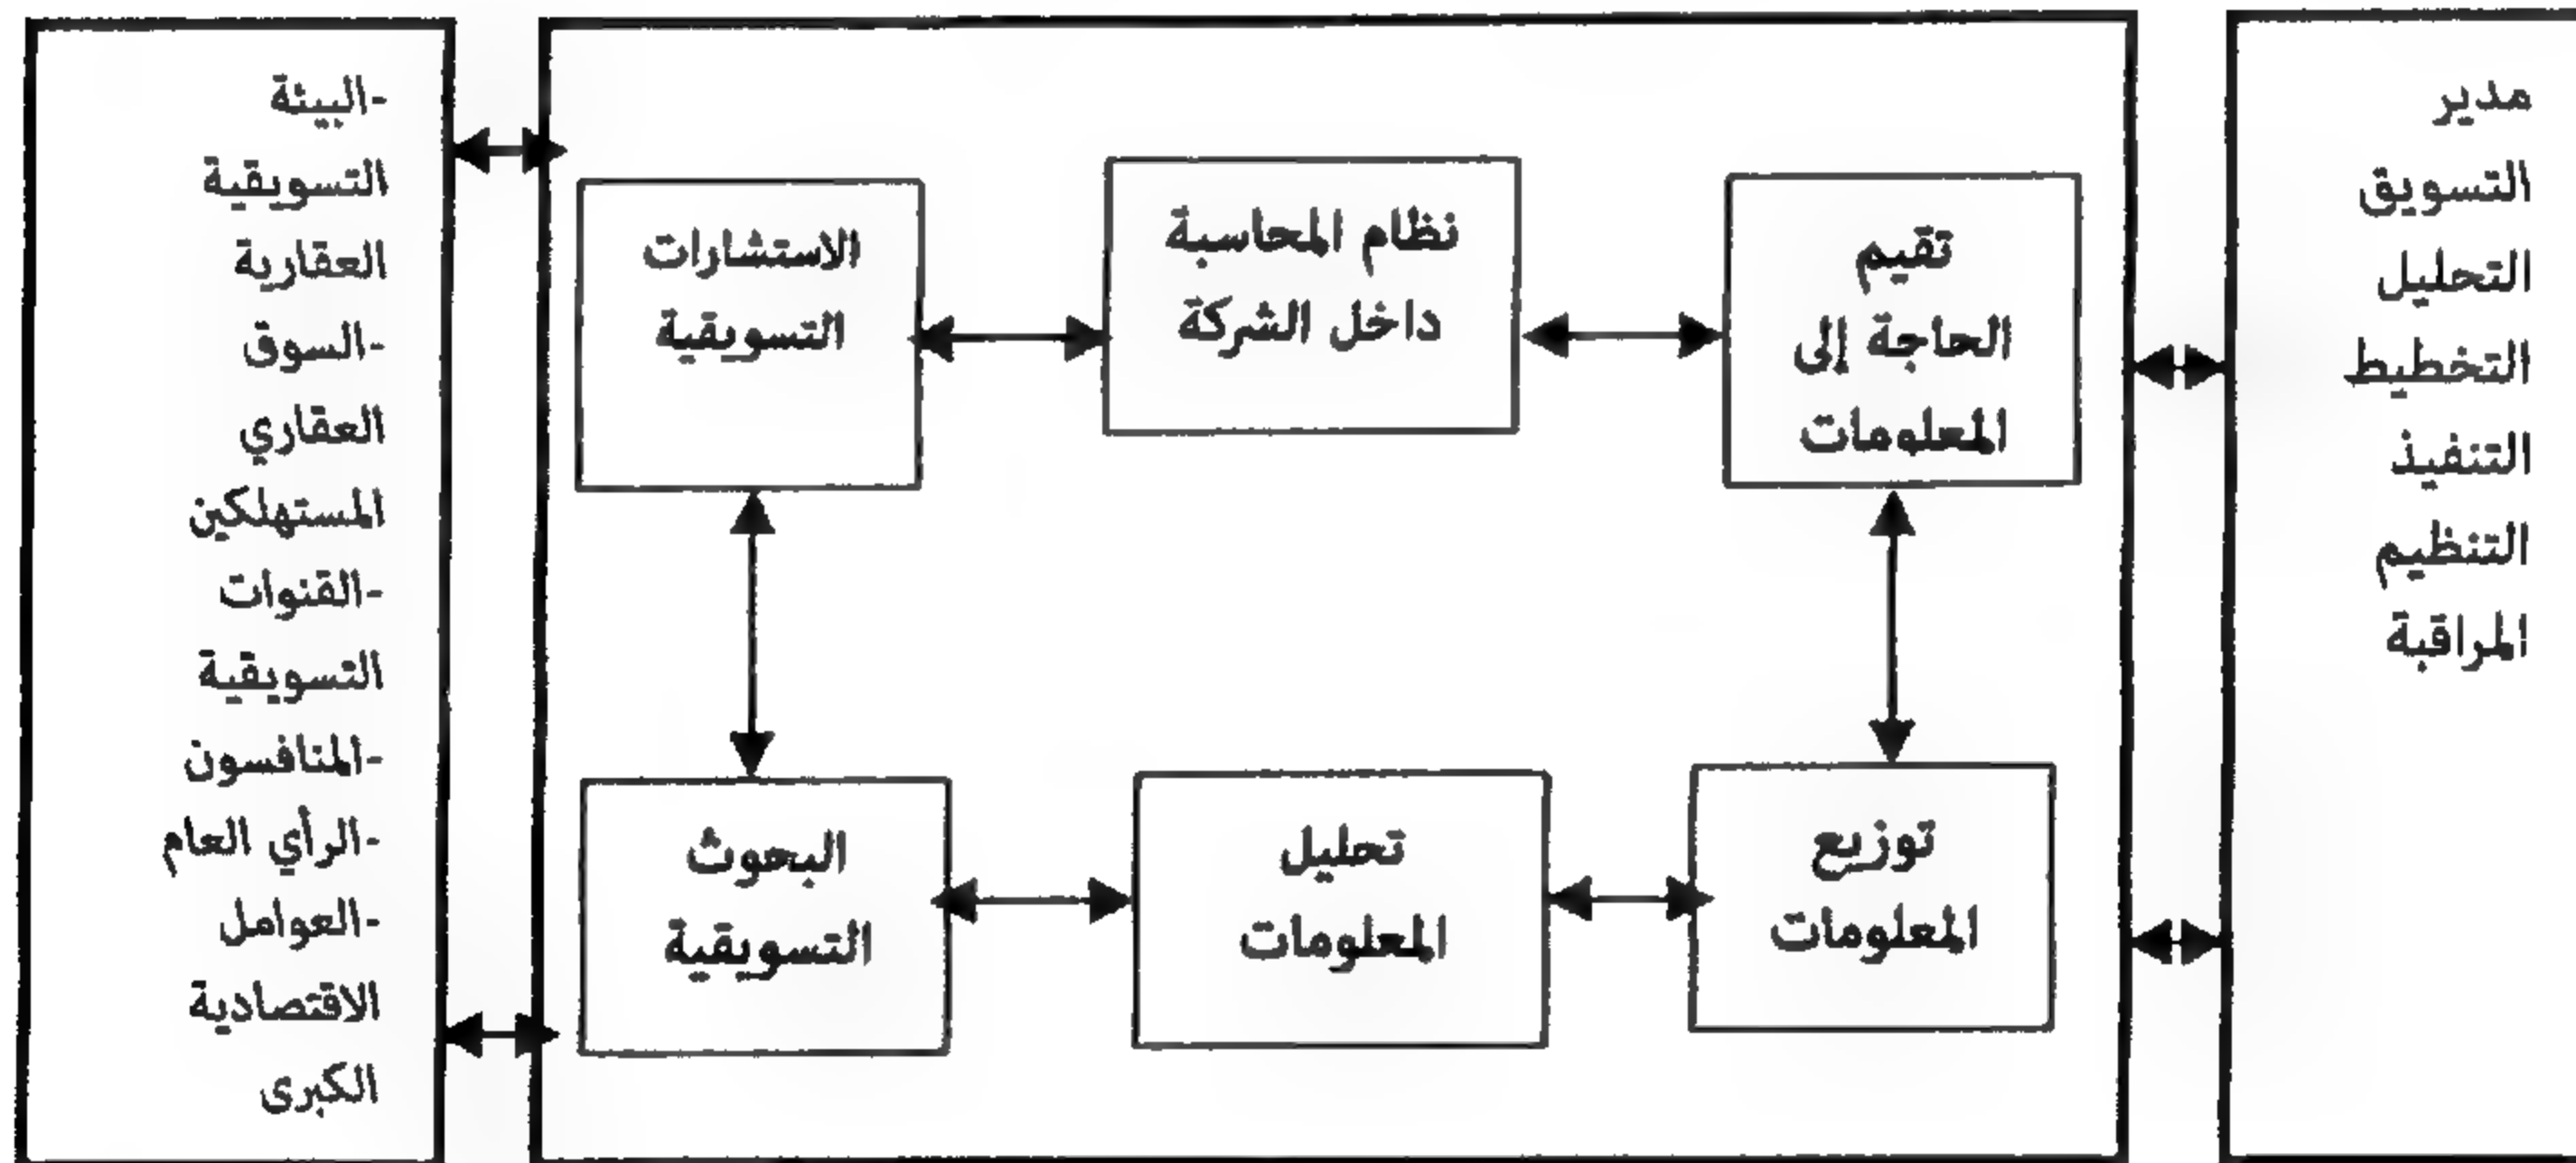 مدير
التسويق
التحليل
التخطيط
التنفيذ
التنظيم
المراقبة
تقيم
الحاجة إلى
المعلومات
نظام المحاسبة
داخل الشركة
الاستشارات
التسويقية
توزيع
المعلومات
تحليل
المعلومات
البحوث
التسويقية
-البيئة
التسويقية
العقارية
-السوق
العقاري
المستهلكين
-القنوات
التسويقية
-المنافسون
-الرأي العام
-العوامل
الاقتصادية
الكبرى